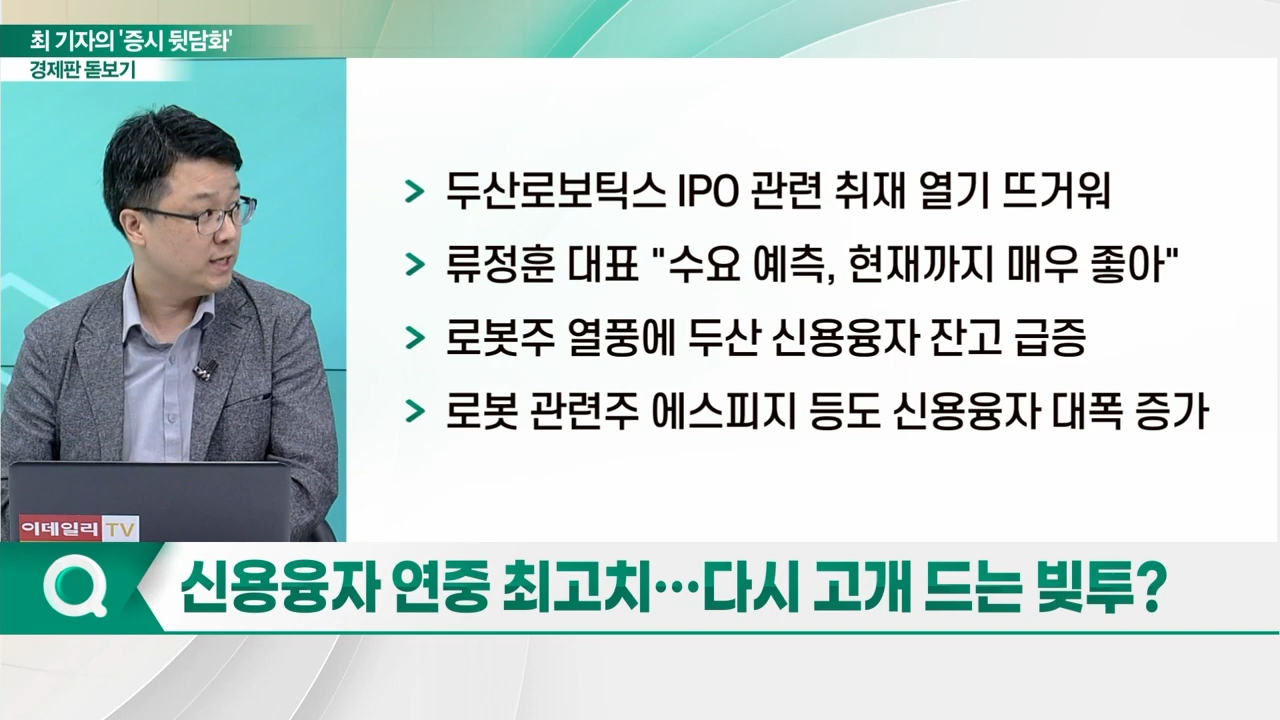 최 기자의 '증시 뒷담화'
경제판 돋보기
> 두산로보틱스 IPO 관련 취재 열기 뜨거워
> 류정훈 대표 "수요 예측, 현재까지 매우 좋아"
> 로봇주 열풍에 두산 신용융자 잔고 급증
> 로봇 관련주 에스피지 등도 신용융자 대폭 증가
이데일리 TV
신용융자 연중 최고치…다시 고개 드는 빚투?